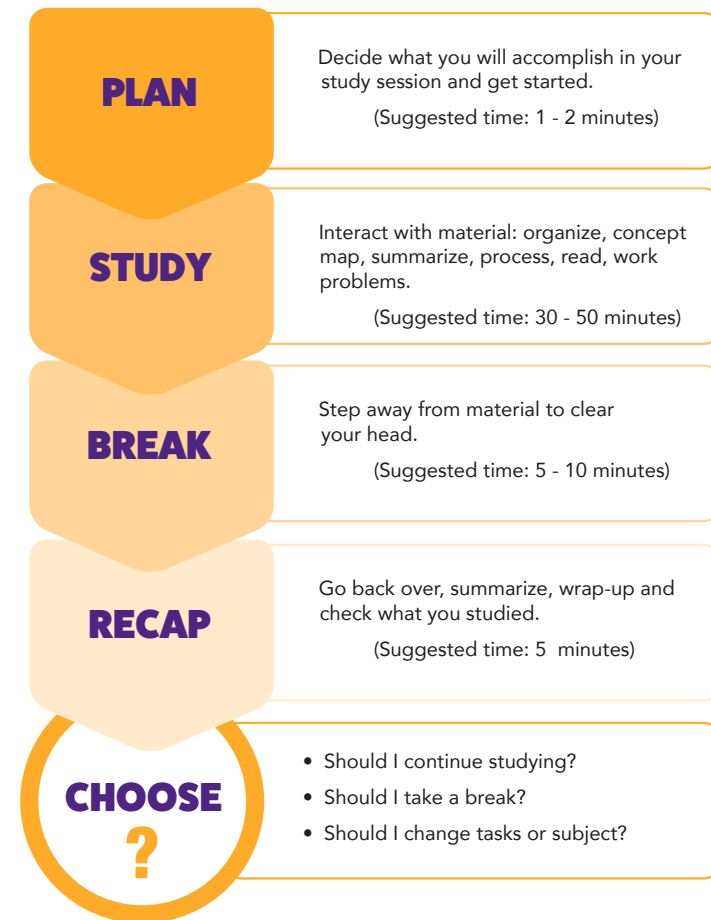 PLAN
Decide what you will accomplish in your
study session and get started.
(Suggested time: 1 - 2 minutes)
STUDY
Interact with material: organize, concept
map, summarize, process, read, work
problems.
(Suggested time: 30 - 50 minutes)
BREAK
Step away from material to clear
your head.
(Suggested time: 5 - 10 minutes)
RECAP
Go back over, summarize, wrap-up and
check what you studied.
(Suggested time: 5 minutes)
CHOOSE
?
• Should I continue studying?
• Should I take a break?
• Should I change tasks or subject?